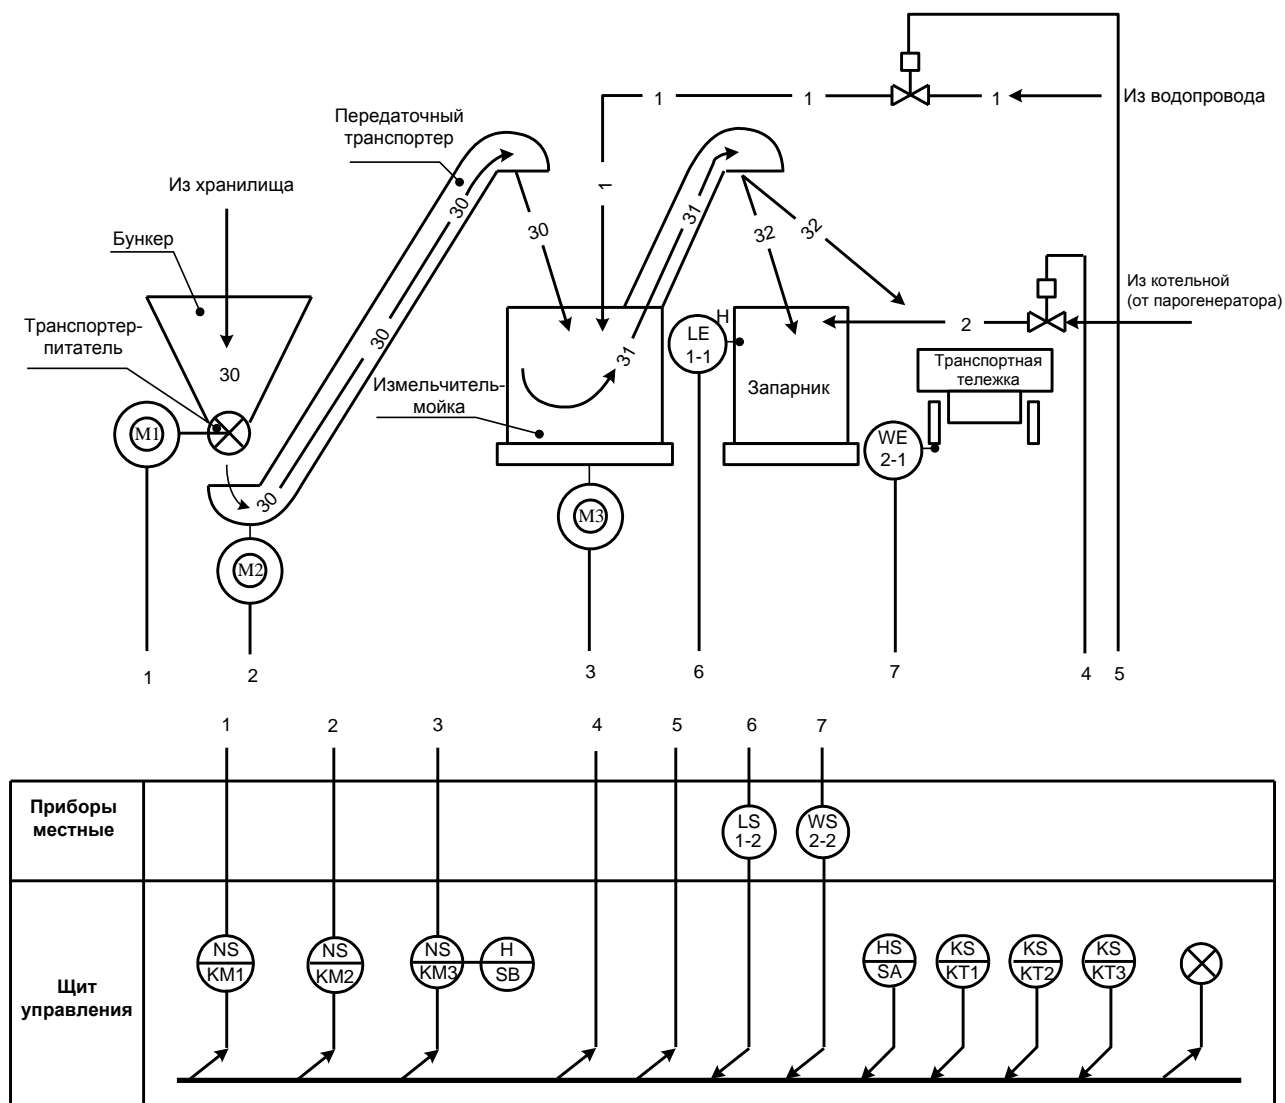 1
1
1
Из водопровода
Передаточный
транспортер
Из хранилища
1
30
31
Бункер
30
32
32
Из котельной
(от парогенератора)
Транспортер-
питатель
30
30
31
H
LE
1-1
2
Транспортная
тележка
Измельчитель-
мойка
Запарник
M1
WE
2-1
30
M3
M2
1
2
3
6
7
4
5
1
2
3
4
5
6
7
Приборы
местные
LS
1-2
WS
2-2
Щит
управления
NS
KM1
NS
KM2
NS
KM3
H
SB
HS
SA
KS
KT1
KS
KT2
KS
KT3